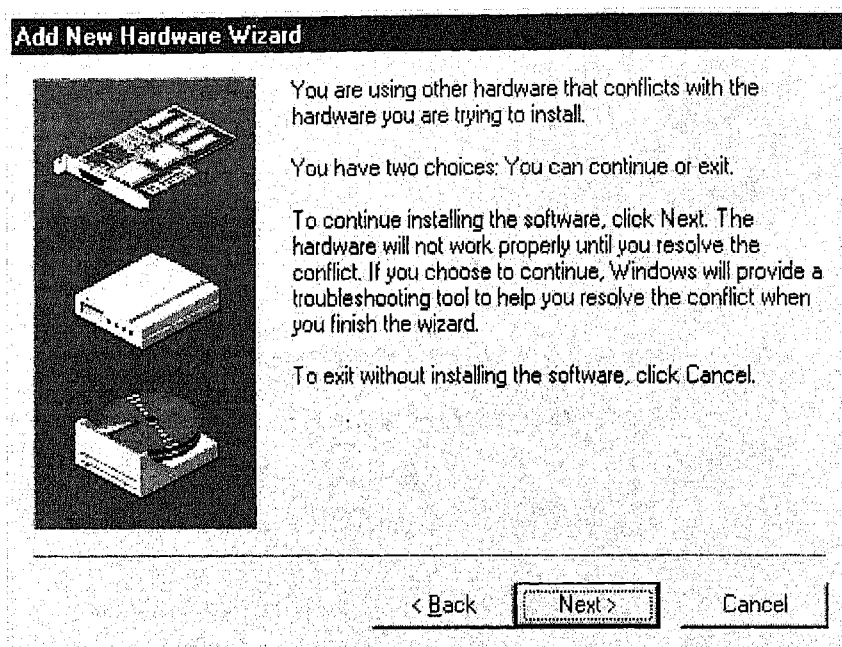 Add New Hardware Wizard
You are using other hardware that conflicts with the
hardware you are trying to install.
You have two choices: You can continue or exit.
To continue installing the software, click Next. The
hardware will not work properly until you resolve the
conflict. If you choose to continue, Windows will provide a
troubleshooting tool to help you resolve the conflict when
you finish the wizard.
To exit without installing the software, click Cancel.
< Back
Next >
Cancel